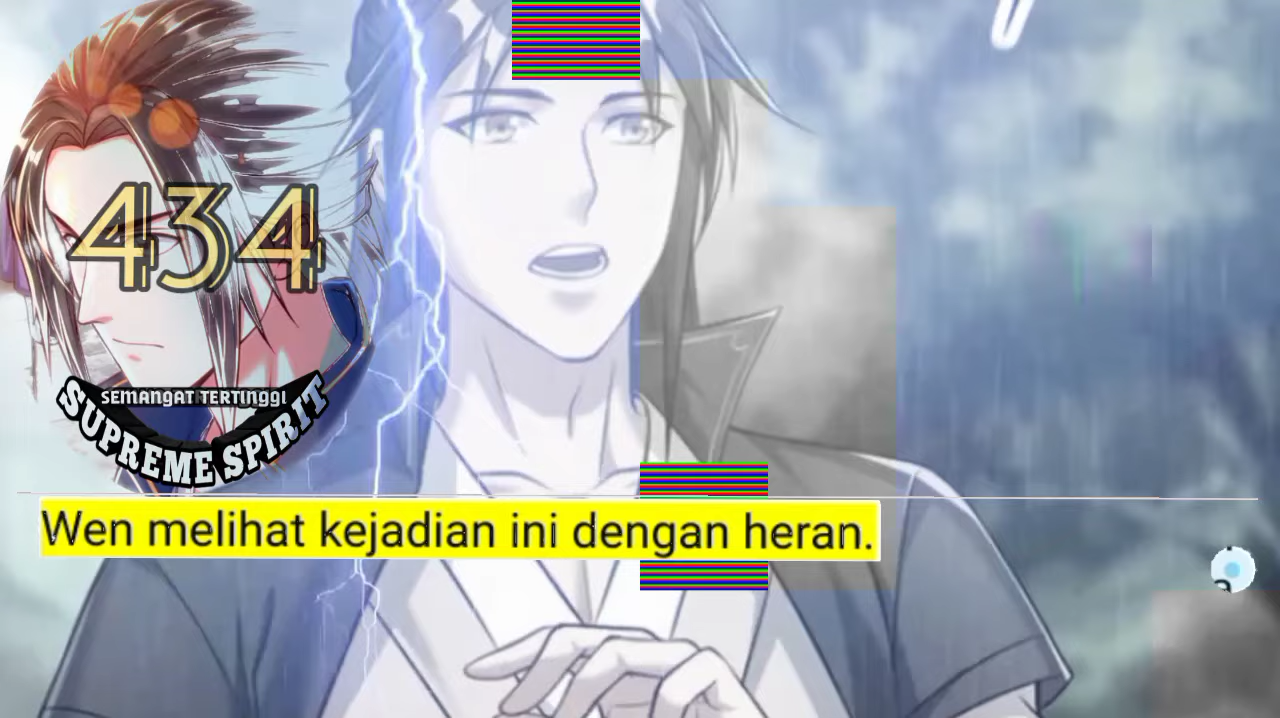 434
SEMANGAT TERTINGGI
SUPREME SPIRIT
Wen melihat kejadian ini dengan heran.